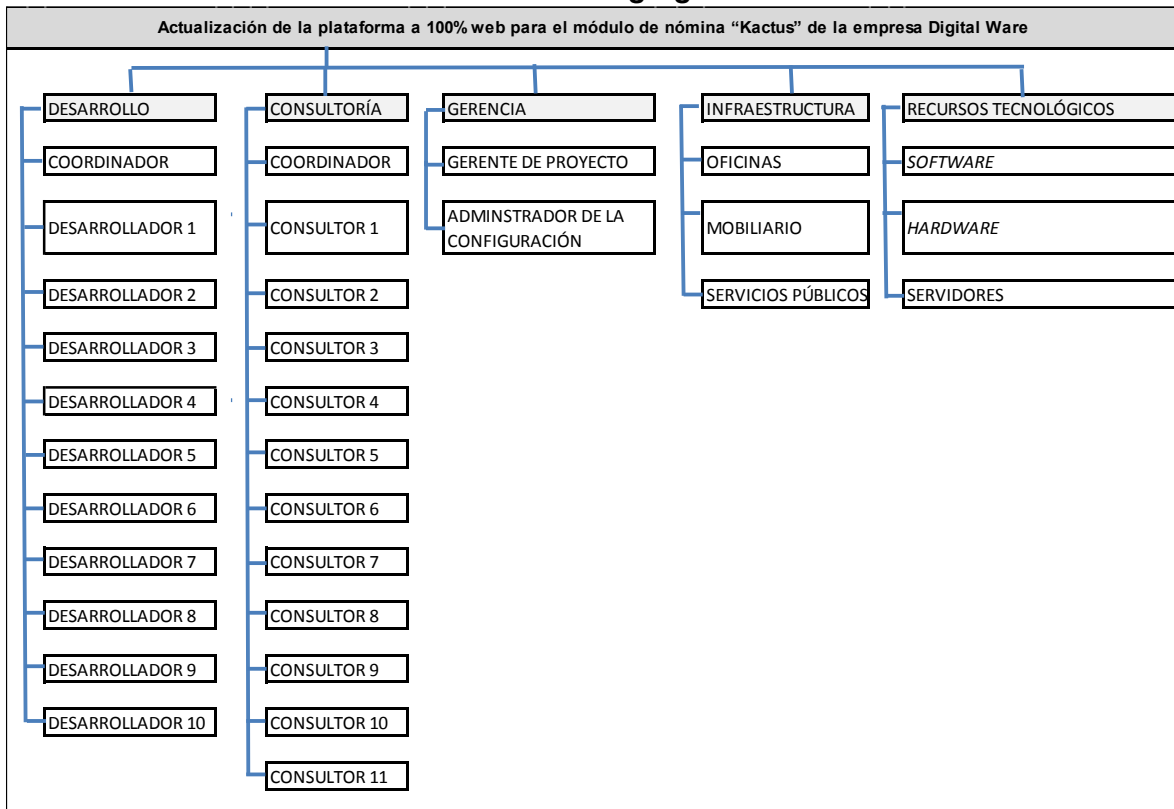 Actualización de la plataforma a 100% web para el módulo de nómina “Kactus” de la empresa Digital Ware
DESARROLLO
COORDINADOR
DESARROLLADOR 1
DESARROLLADOR 2
DESARROLLADOR 3
DESARROLLADOR 4
DESARROLLADOR 5
DESARROLLADOR 6
DESARROLLADOR 7
DESARROLLADOR 8
DESARROLLADOR 9
DESARROLLADOR 10
CONSULTORÍA
COORDINADOR
CONSULTOR 1
CONSULTOR 2
CONSULTOR 3
CONSULTOR 4
CONSULTOR 5
CONSULTOR 6
CONSULTOR 7
CONSULTOR 8
CONSULTOR 9
CONSULTOR 10
CONSULTOR 11
GERENCIA
GERENTE DE PROYECTO
ADMINSTRADOR DE LA
CONFIGURACIÓN
INFRAESTRUCTURA
OFICINAS
MOBILIARIO
SERVICIOS PÚBLICOS
RECURSOS TECNOLÓGICOS
SOFTWARE
HARDWARE
SERVIDORES